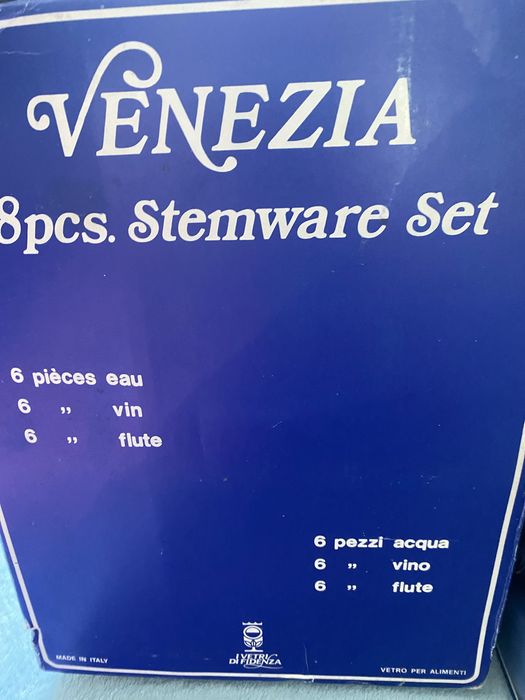 VENEZIA
8pcs. Stemware Set
6 pièces eau
6 " vin
6 " flute
6 pezzi acqua
6 " vino
6 " flute
I VETRI
DI FIDENZA
MADE IN ITALY
VETRO PER ALIMENTI